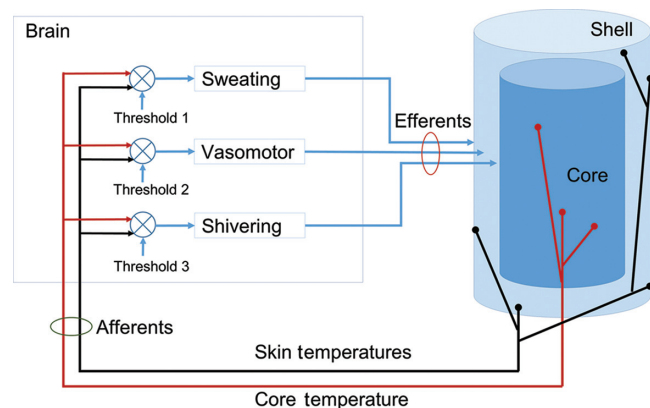 Brain
Shell
Sweating
Threshold 1
Efferents
Vasomotor
Core
Threshold 2
Shivering
Threshold 3
Afferents
Skin temperatures
Core temperature